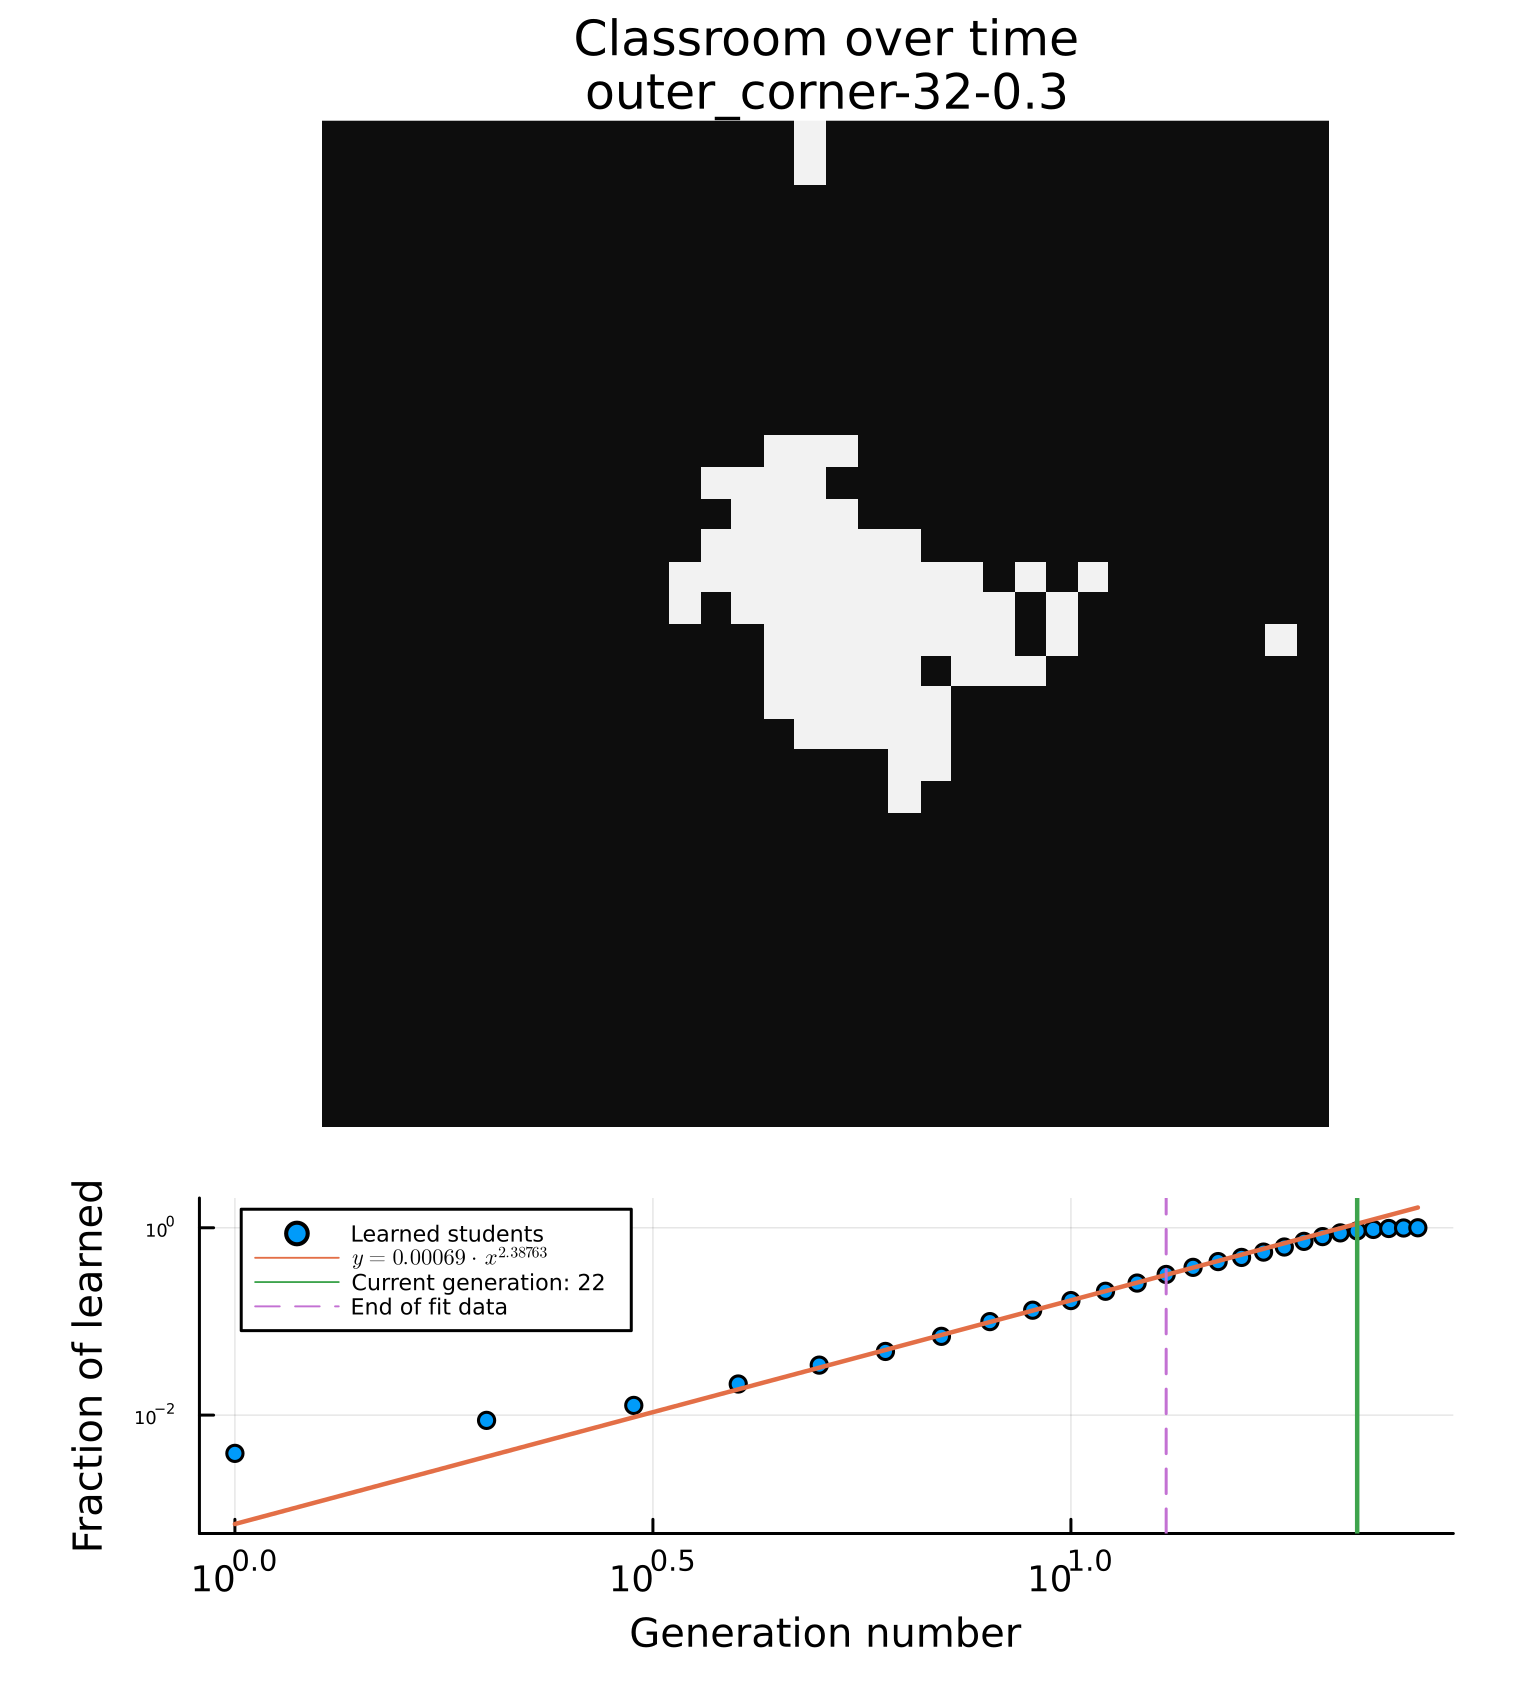 Classroom over time
outer_corner-32-0.3
Fraction of learned
10^0
10^−2
Learned students
y = 0.00069 · x^2.38763
Current generation: 22
End of fit data
10^0.0 10^0.5 10^1.0
Generation number